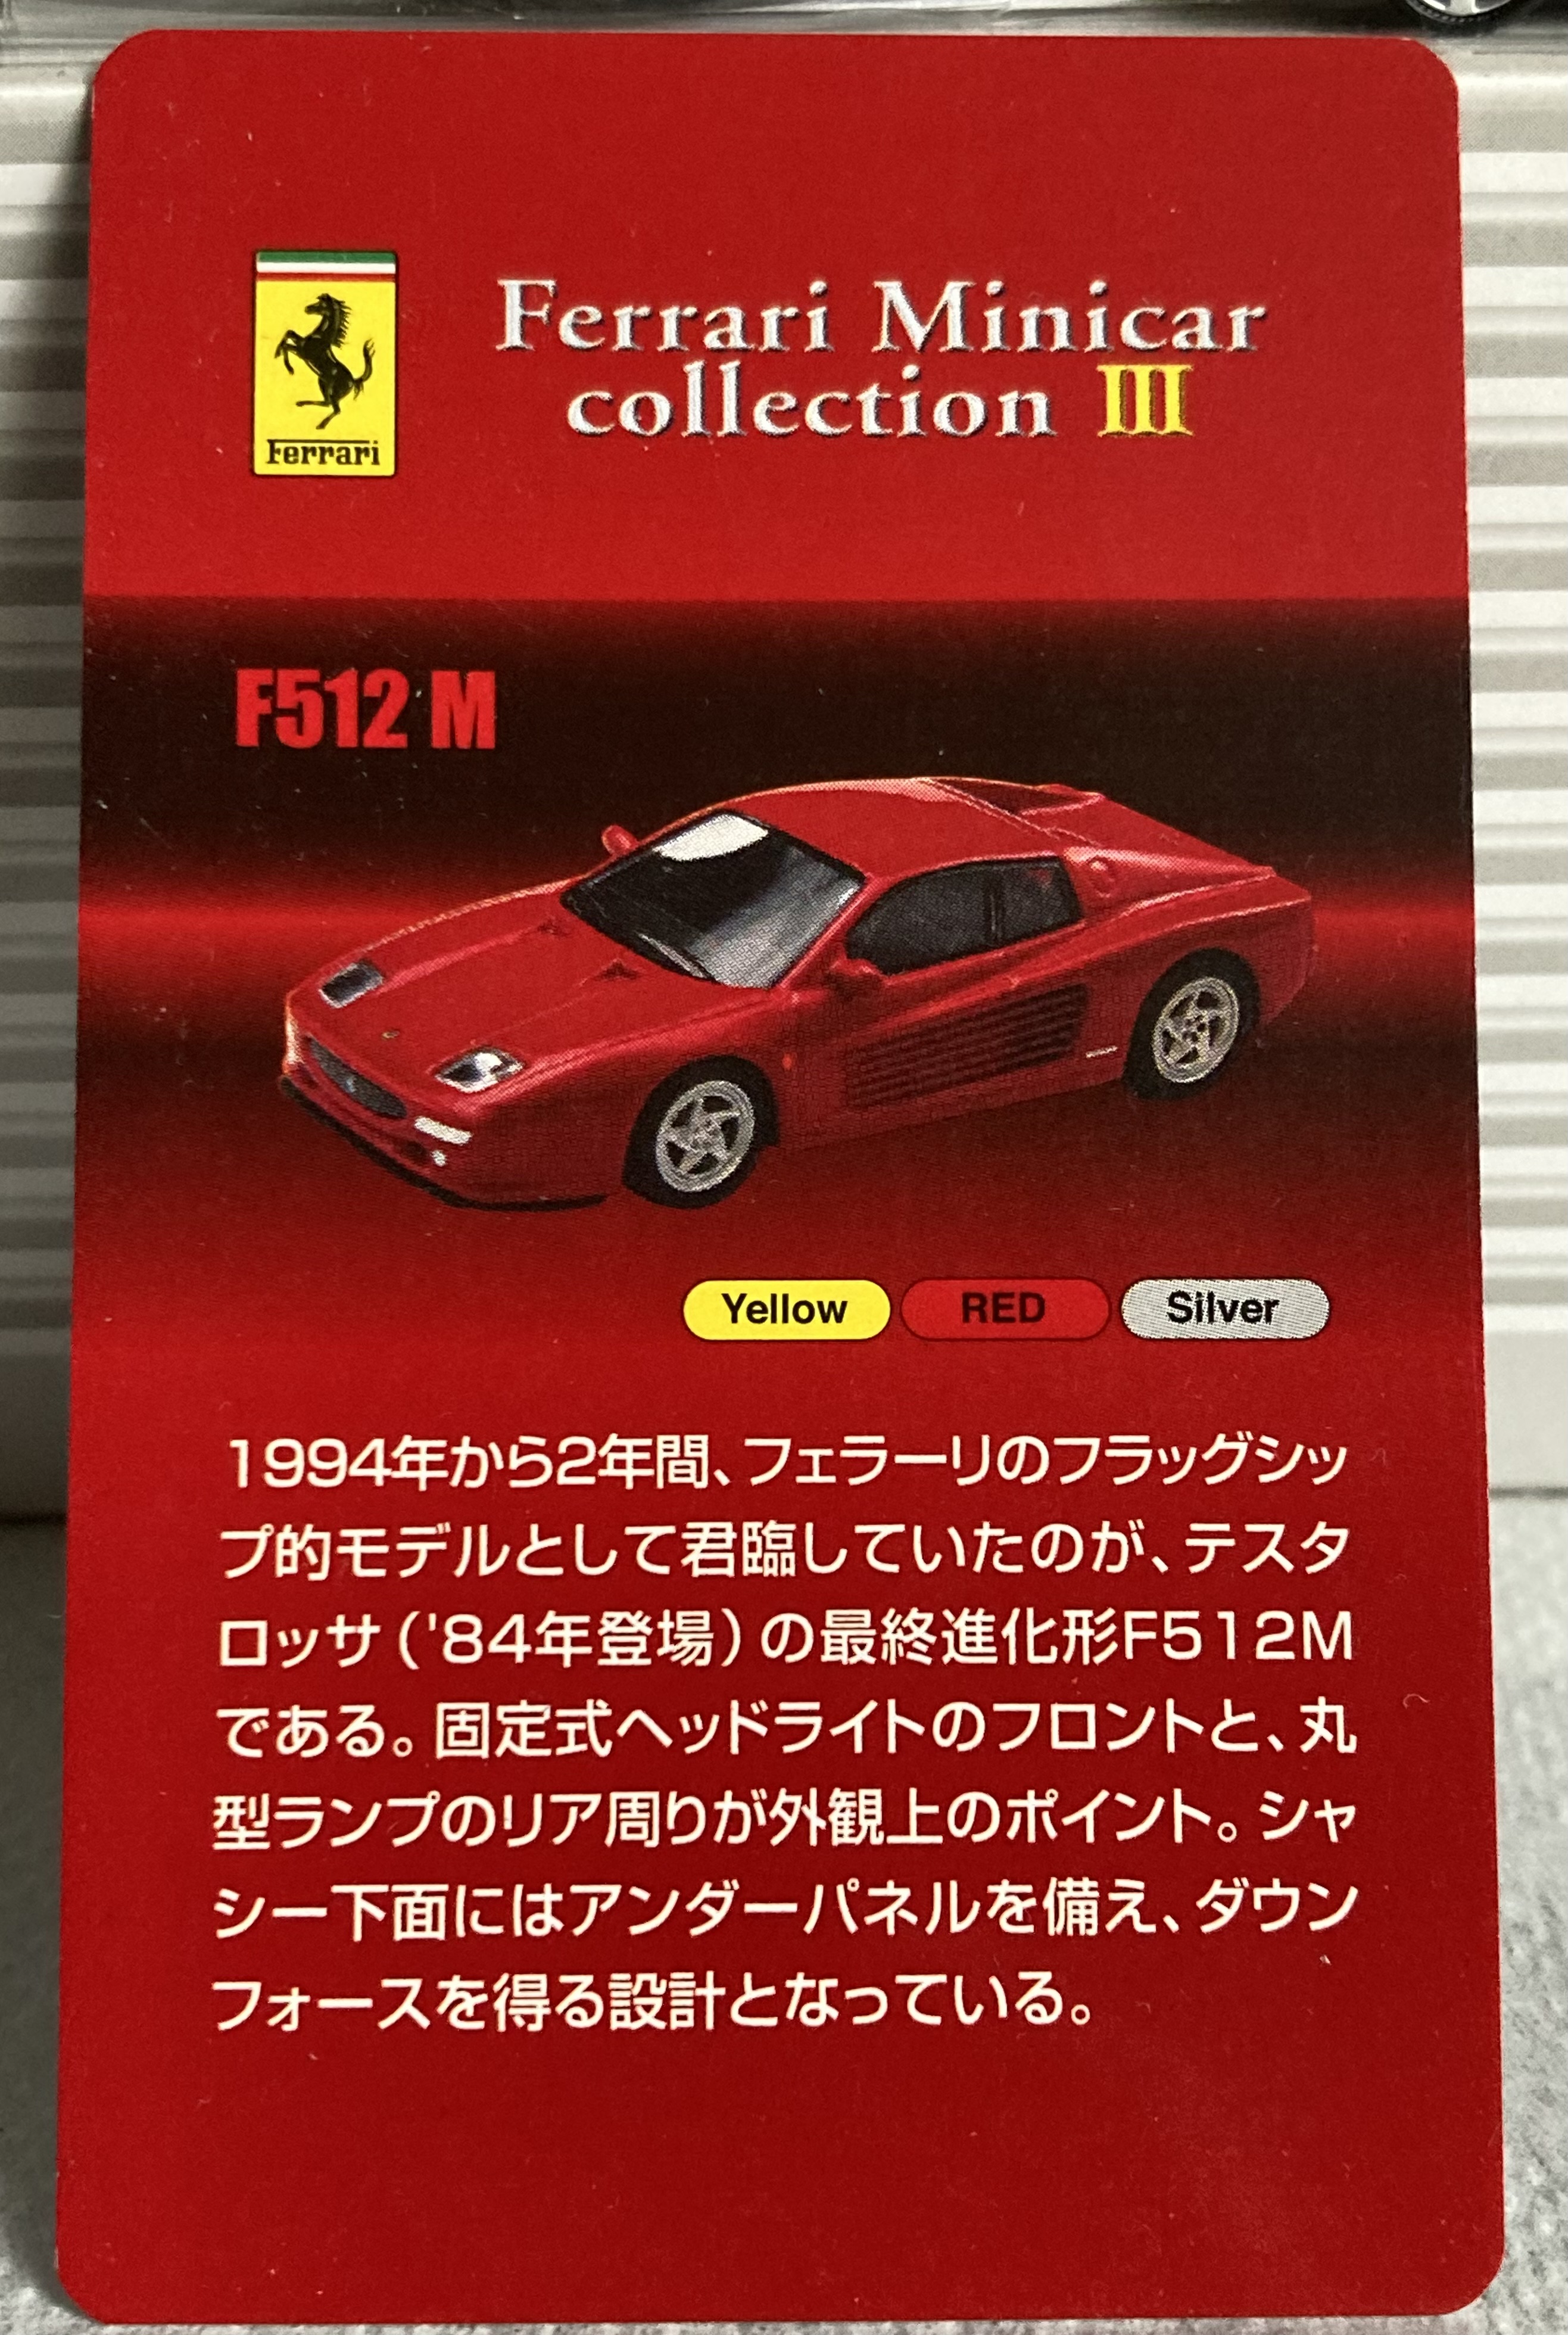 Ferrari
Ferrari Minicar
collection III
F512 M
Yellow
RED
Silver
1994年から2年間、フェラーリのフラッグシッ
プ的モデルとして君臨していたのが、テスタ
ロッサ('84年登場)の最終進化形F512M
である。固定式ヘッドライトのフロントと、丸
型ランプのリア周りが外観上のポイント。シャ
シー下面にはアンダーパネルを備え、ダウン
フォースを得る設計となっている。